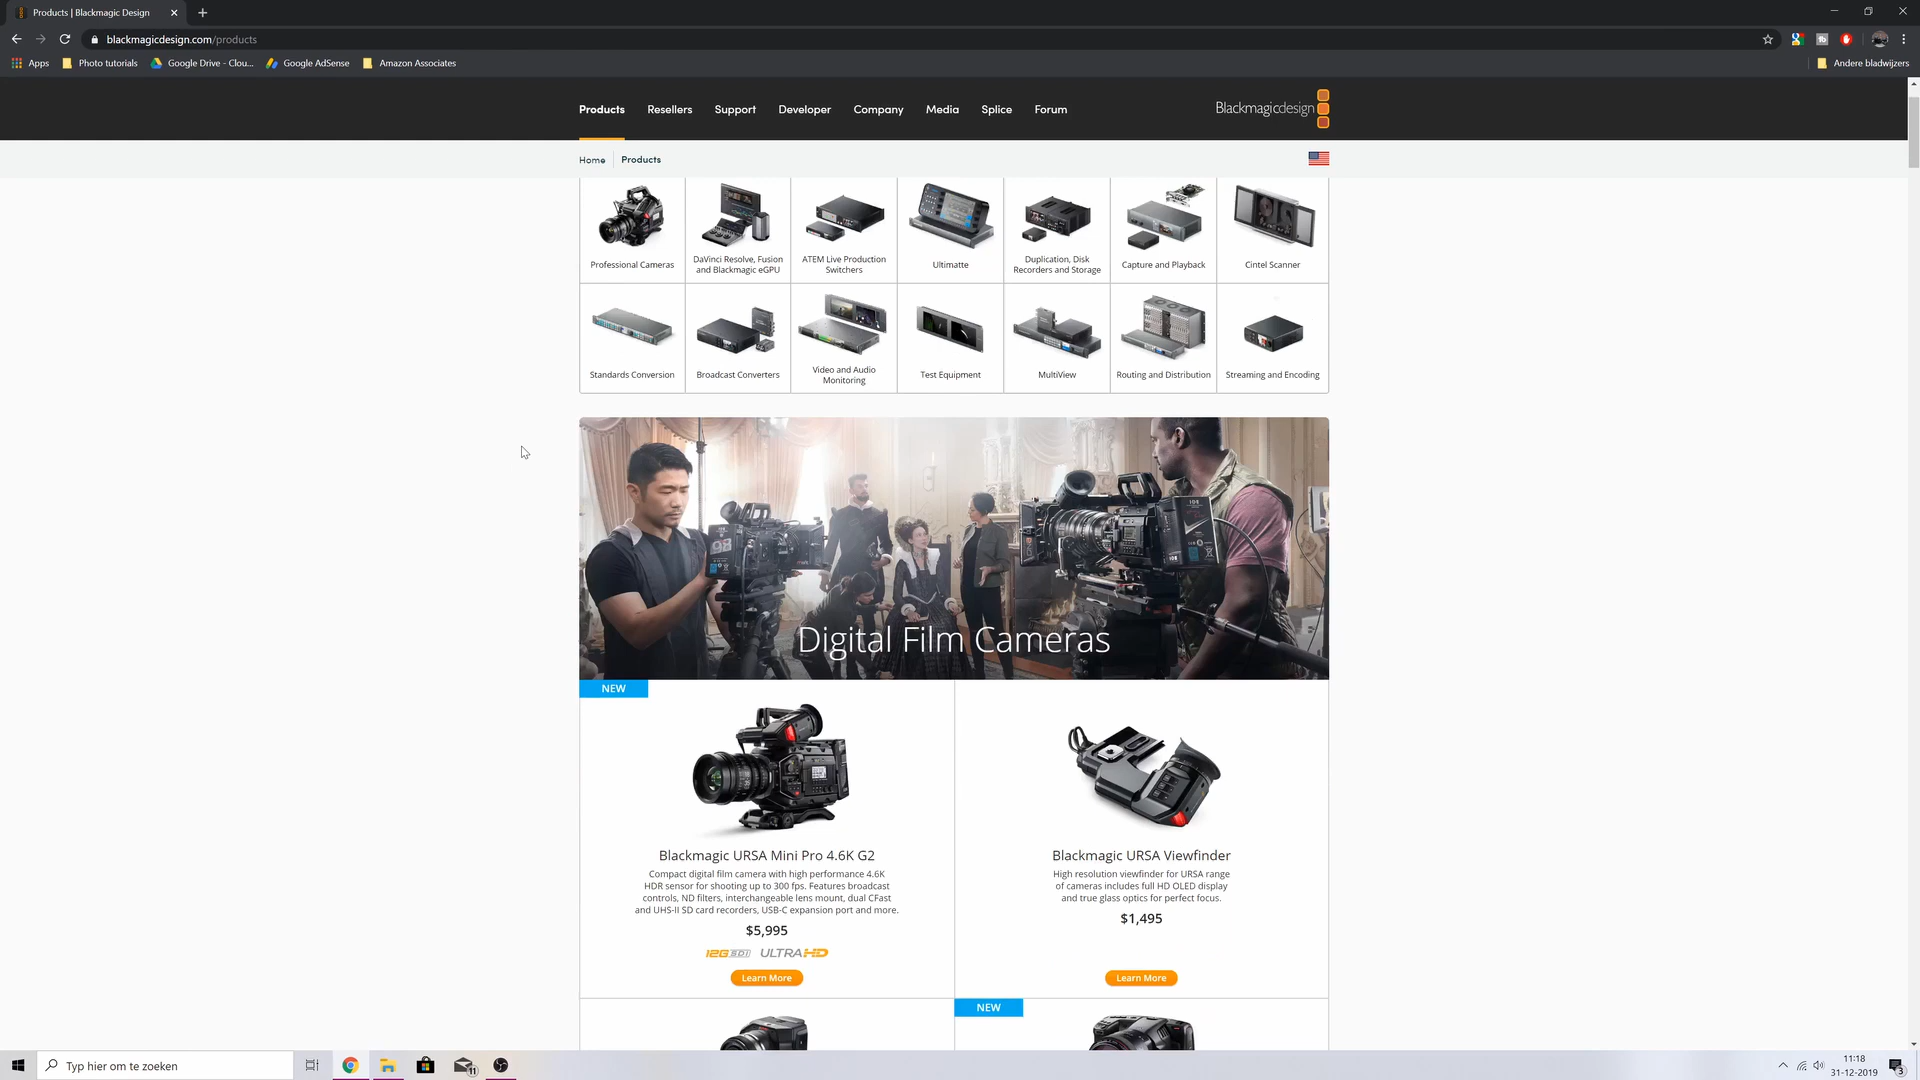 Products | Blackmagic Design
blackmagicdesign.com/products
Apps
Photo tutorials
Google Drive - Clou...
Google AdSense
Amazon Associates
Andere bladwijzers
Products
Resellers
Support
Developer
Company
Media
Splice
Forum
Blackmagicdesign
Home
Products
Professional Cameras
DaVinci Resolve, Fusion
and Blackmagic eGPU
ATEM Live Production
Switchers
Ultimatte
Duplication, Disk
Recorders and Storage
Capture and Playback
Cintel Scanner
Standards Conversion
Broadcast Converters
Video and Audio
Monitoring
Test Equipment
MultiView
Routing and Distribution
Streaming and Encoding
Digital Film Cameras
NEW
Blackmagic URSA Mini Pro 4.6K G2
Compact digital film camera with high performance 4.6K
HDR sensor for shooting up to 300 fps. Features broadcast
controls, ND filters, interchangeable lens mount, dual CFast
and UHS-II SD card recorders, USB-C expansion port and more.
$5,995
12G SDI ULTRA HD
Learn More
Blackmagic URSA Viewfinder
High resolution viewfinder for URSA range
of cameras includes full HD OLED display
and true glass optics for perfect focus.
$1,495
Learn More
NEW
Typ hier om te zoeken
11
11:18
31-12-2019
3